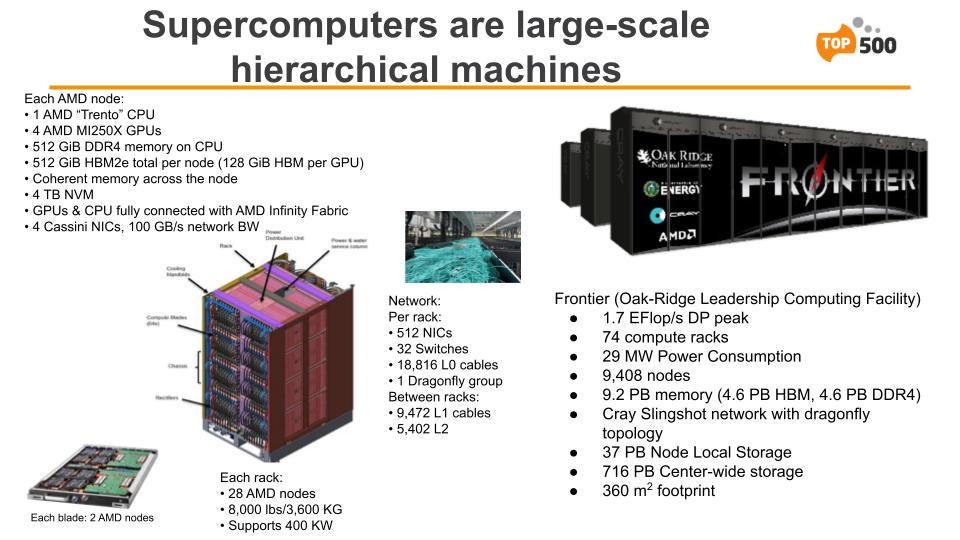 Supercomputers are large-scale
hierarchical machines
TOP 500
Each AMD node:
• 1 AMD “Trento” CPU
• 4 AMD MI250X GPUs
• 512 GiB DDR4 memory on CPU
• 512 GiB HBM2e total per node (128 GiB HBM per GPU)
• Coherent memory across the node
• 4 TB NVM
• GPUs & CPU fully connected with AMD Infinity Fabric
• 4 Cassini NICs, 100 GB/s network BW
Power
Distribution Unit
Rack
Power & water
service column
Cooling
Manifolds
Compute Blades
(64x)
Chassis
Rectifiers
Each blade: 2 AMD nodes
Each rack:
• 28 AMD nodes
• 8,000 lbs/3,600 KG
• Supports 400 KW
Network:
Per rack:
• 512 NICs
• 32 Switches
• 18,816 L0 cables
• 1 Dragonfly group
Between racks:
• 9,472 L1 cables
• 5,402 L2
CRAY
OAK RIDGE
National Laboratory
ENERGY
CRAY
AMD
FRONTIER
Frontier (Oak-Ridge Leadership Computing Facility)
● 1.7 EFlop/s DP peak
● 74 compute racks
● 29 MW Power Consumption
● 9,408 nodes
● 9.2 PB memory (4.6 PB HBM, 4.6 PB DDR4)
● Cray Slingshot network with dragonfly
topology
● 37 PB Node Local Storage
● 716 PB Center-wide storage
● 360 m² footprint